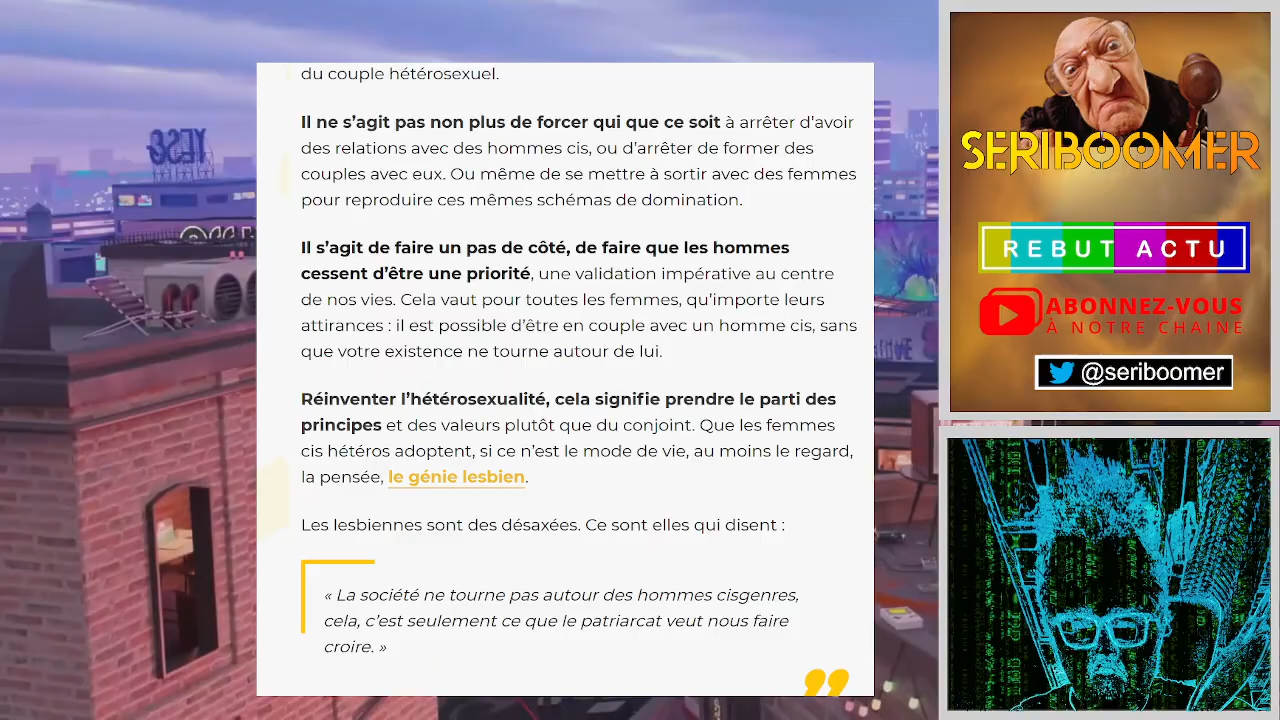 du couple hétérosexuel.
Il ne s’agit pas non plus de forcer qui que ce soit à arrêter d’avoir
des relations avec des hommes cis, ou d’arrêter de former des
couples avec eux. Ou même de se mettre à sortir avec des femmes
pour reproduire ces mêmes schémas de domination.
Il s’agit de faire un pas de côté, de faire que les hommes
cessent d’être une priorité, une validation impérative au centre
de nos vies. Cela vaut pour toutes les femmes, qu’importe leurs
attirances : il est possible d’être en couple avec un homme cis, sans
que votre existence ne tourne autour de lui.
Réinventer l’hétérosexualité, cela signifie prendre le parti des
principes et des valeurs plutôt que du conjoint. Que les femmes
cis hétéros adoptent, si ce n’est le mode de vie, au moins le regard,
la pensée, le génie lesbien.
Les lesbiennes sont des désaxées. Ce sont elles qui disent :
« La société ne tourne pas autour des hommes cisgenres,
cela, c’est seulement ce que le patriarcat veut nous faire
croire. »
SERIBOOMER
REBUT ACTU
ABONNEZ-VOUS
À NOTRE CHAINE
@seriboomer